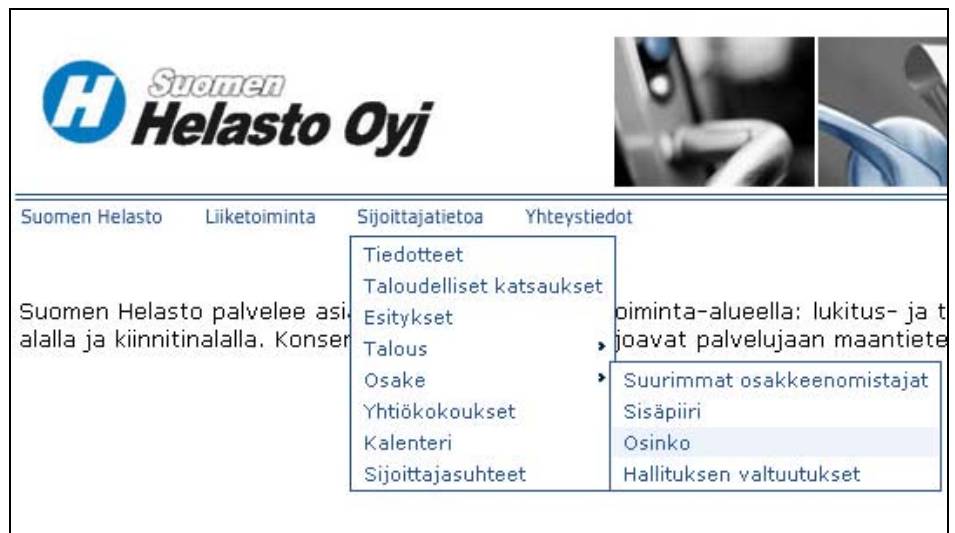 H
Suomen
Helasto Oyj
Suomen Helasto Liiketoiminta Sijoittajatietoa Yhteystiedot
Tiedotteet
Taloudelliset katsaukset
Esitykset
Talous
Osake
Yhtiökokoukset
Kalenteri
Sijoittajasuhteet
Suurimmat osakkeenomistajat
Sisäpiiri
Osinko
Hallituksen valtuutukset
Suomen Helasto palvelee asi oiminta-alueella: lukitus- ja t
alalla ja kiinnitinalalla. Konser joavat palvelujaan maantiete